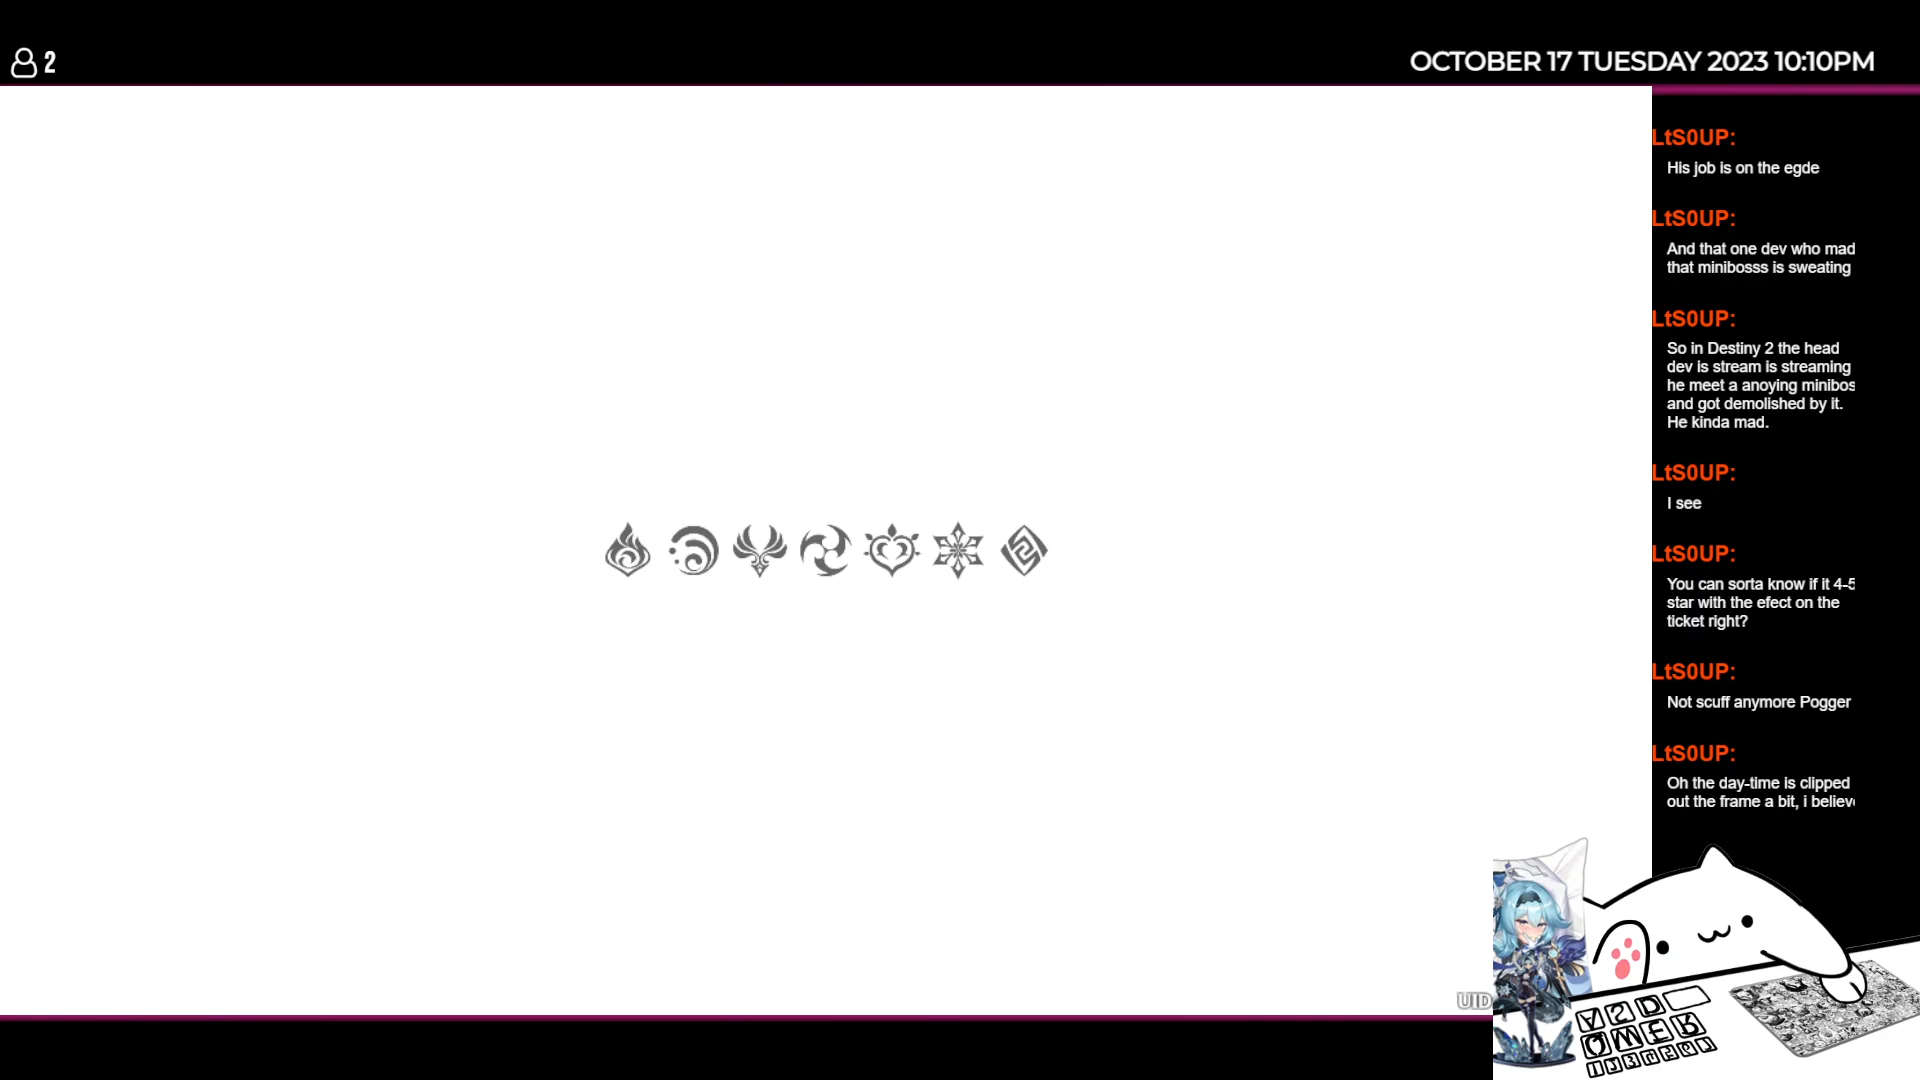 2
OCTOBER 17 TUESDAY 2023 10:10PM
LtS0UP:
His job is on the egde
LtS0UP:
And that one dev who mad
that minibosss is sweating
LtS0UP:
So in Destiny 2 the head
dev is stream is streaming
he meet a anoying minibos
and got demolished by it.
He kinda mad.
LtS0UP:
I see
LtS0UP:
You can sorta know if it 4-5
star with the efect on the
ticket right?
LtS0UP:
Not scuff anymore Pogger
LtS0UP:
Oh the day-time is clipped
out the frame a bit, i believe
UID
A S D
Q W E R